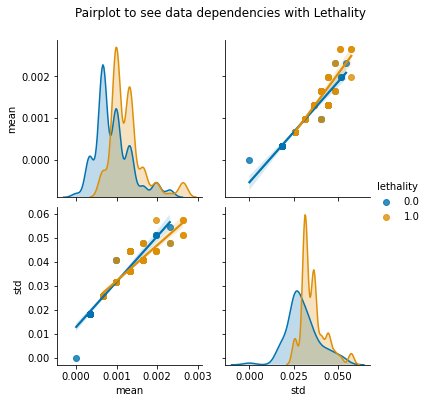 Pairplot to see data dependencies with Lethality
0.002
0.001
0.000
mean
lethality
0.0
1.0
0.06
0.05
0.04
0.03
0.02
0.01
0.00
std
0.000 0.001 0.002 0.003
mean
0.000 0.025 0.050
std